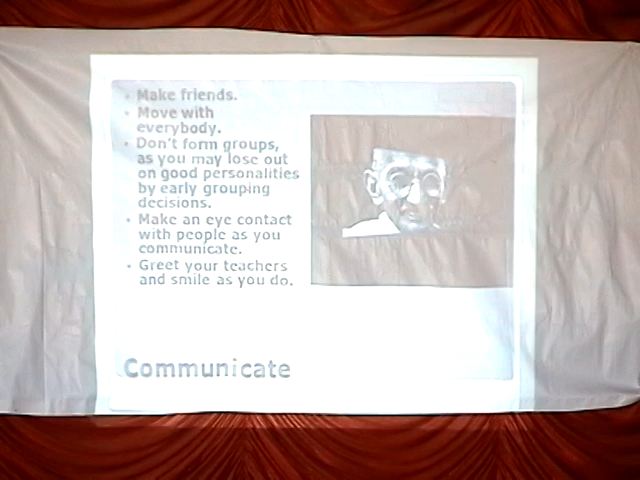 • Make friends.
• Move with
everybody.
• Don't form groups,
as you may lose out
on good personalities
by early grouping
decisions.
• Make an eye contact
with people as you
communicate.
• Greet your teachers
and smile as you do.
Communicate